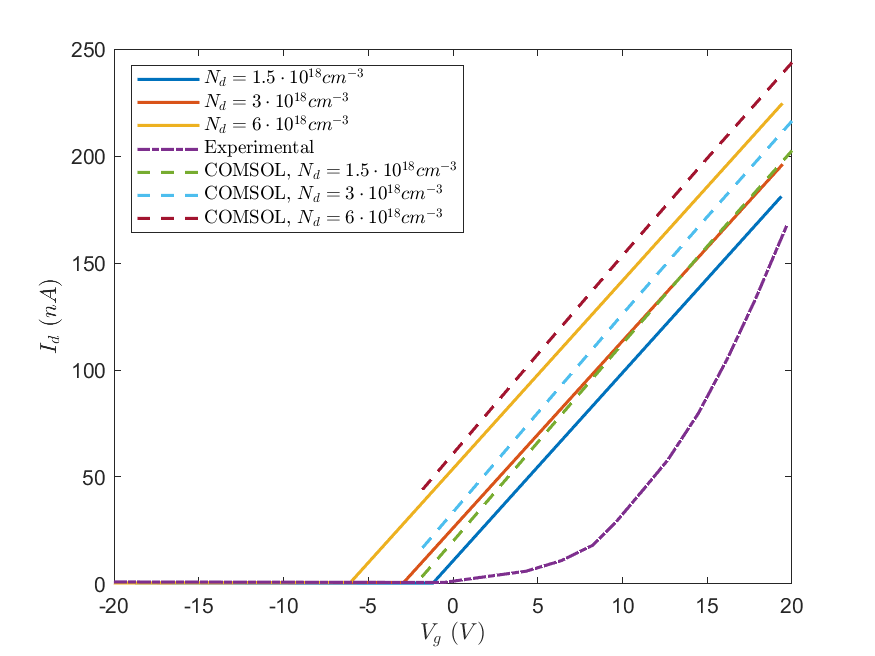 250
200
150
100
50
0
-20 -15 -10 -5 0 5 10 15 20
I_d (nA)
V_g (V)
N_d = 1.5 · 10^18 cm^−3
N_d = 3 · 10^18 cm^−3
N_d = 6 · 10^18 cm^−3
Experimental
COMSOL, N_d = 1.5 · 10^18 cm^−3
COMSOL, N_d = 3 · 10^18 cm^−3
COMSOL, N_d = 6 · 10^18 cm^−3